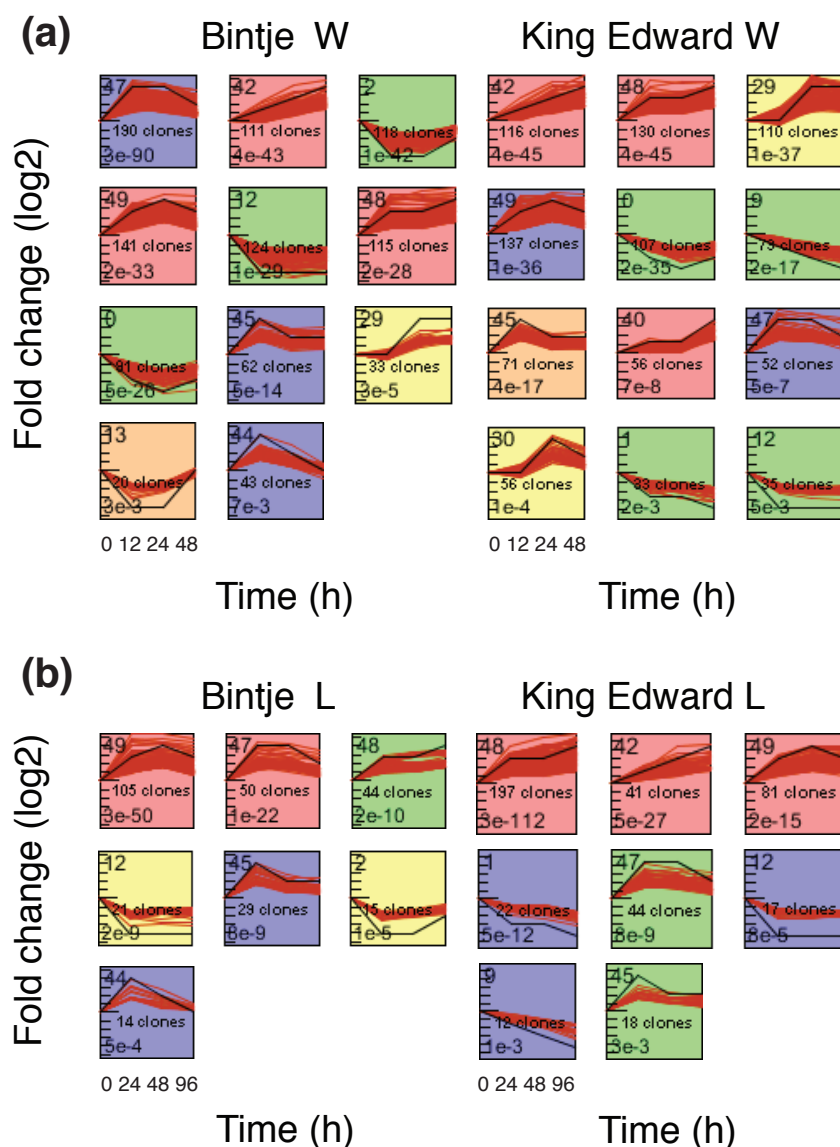 (a)
Bintje W King Edward W
Fold change (log2)
47 42 2 42 48 29
190 clones 111 clones 118 clones 116 clones 130 clones 110 clones
3e-90 4e-43 1e-42 4e-45 4e-45 1e-37
49 12 48 49 0 9
141 clones 124 clones 115 clones 137 clones 107 clones 79 clones
2e-33 1e-29 2e-28 1e-36 2e-35 2e-17
0 45 29 45 40 47
91 clones 62 clones 33 clones 71 clones 56 clones 52 clones
5e-26 5e-14 3e-5 4e-17 7e-8 5e-7
13 44 30 1 12
20 clones 43 clones 56 clones 33 clones 35 clones
3e-3 7e-3 1e-4 2e-3 5e-3
0 12 24 48 0 12 24 48
Time (h) Time (h)
(b)
Bintje L King Edward L
Fold change (log2)
49 47 48 48 42 49
105 clones 50 clones 44 clones 197 clones 41 clones 81 clones
3e-50 1e-22 2e-10 3e-112 5e-27 2e-15
12 45 2 1 47 12
21 clones 29 clones 15 clones 22 clones 44 clones 17 clones
2e-9 8e-9 1e-5 5e-12 8e-9 8e-5
44 9 45
14 clones 12 clones 18 clones
5e-4 1e-3 3e-3
0 24 48 96 0 24 48 96
Time (h) Time (h)